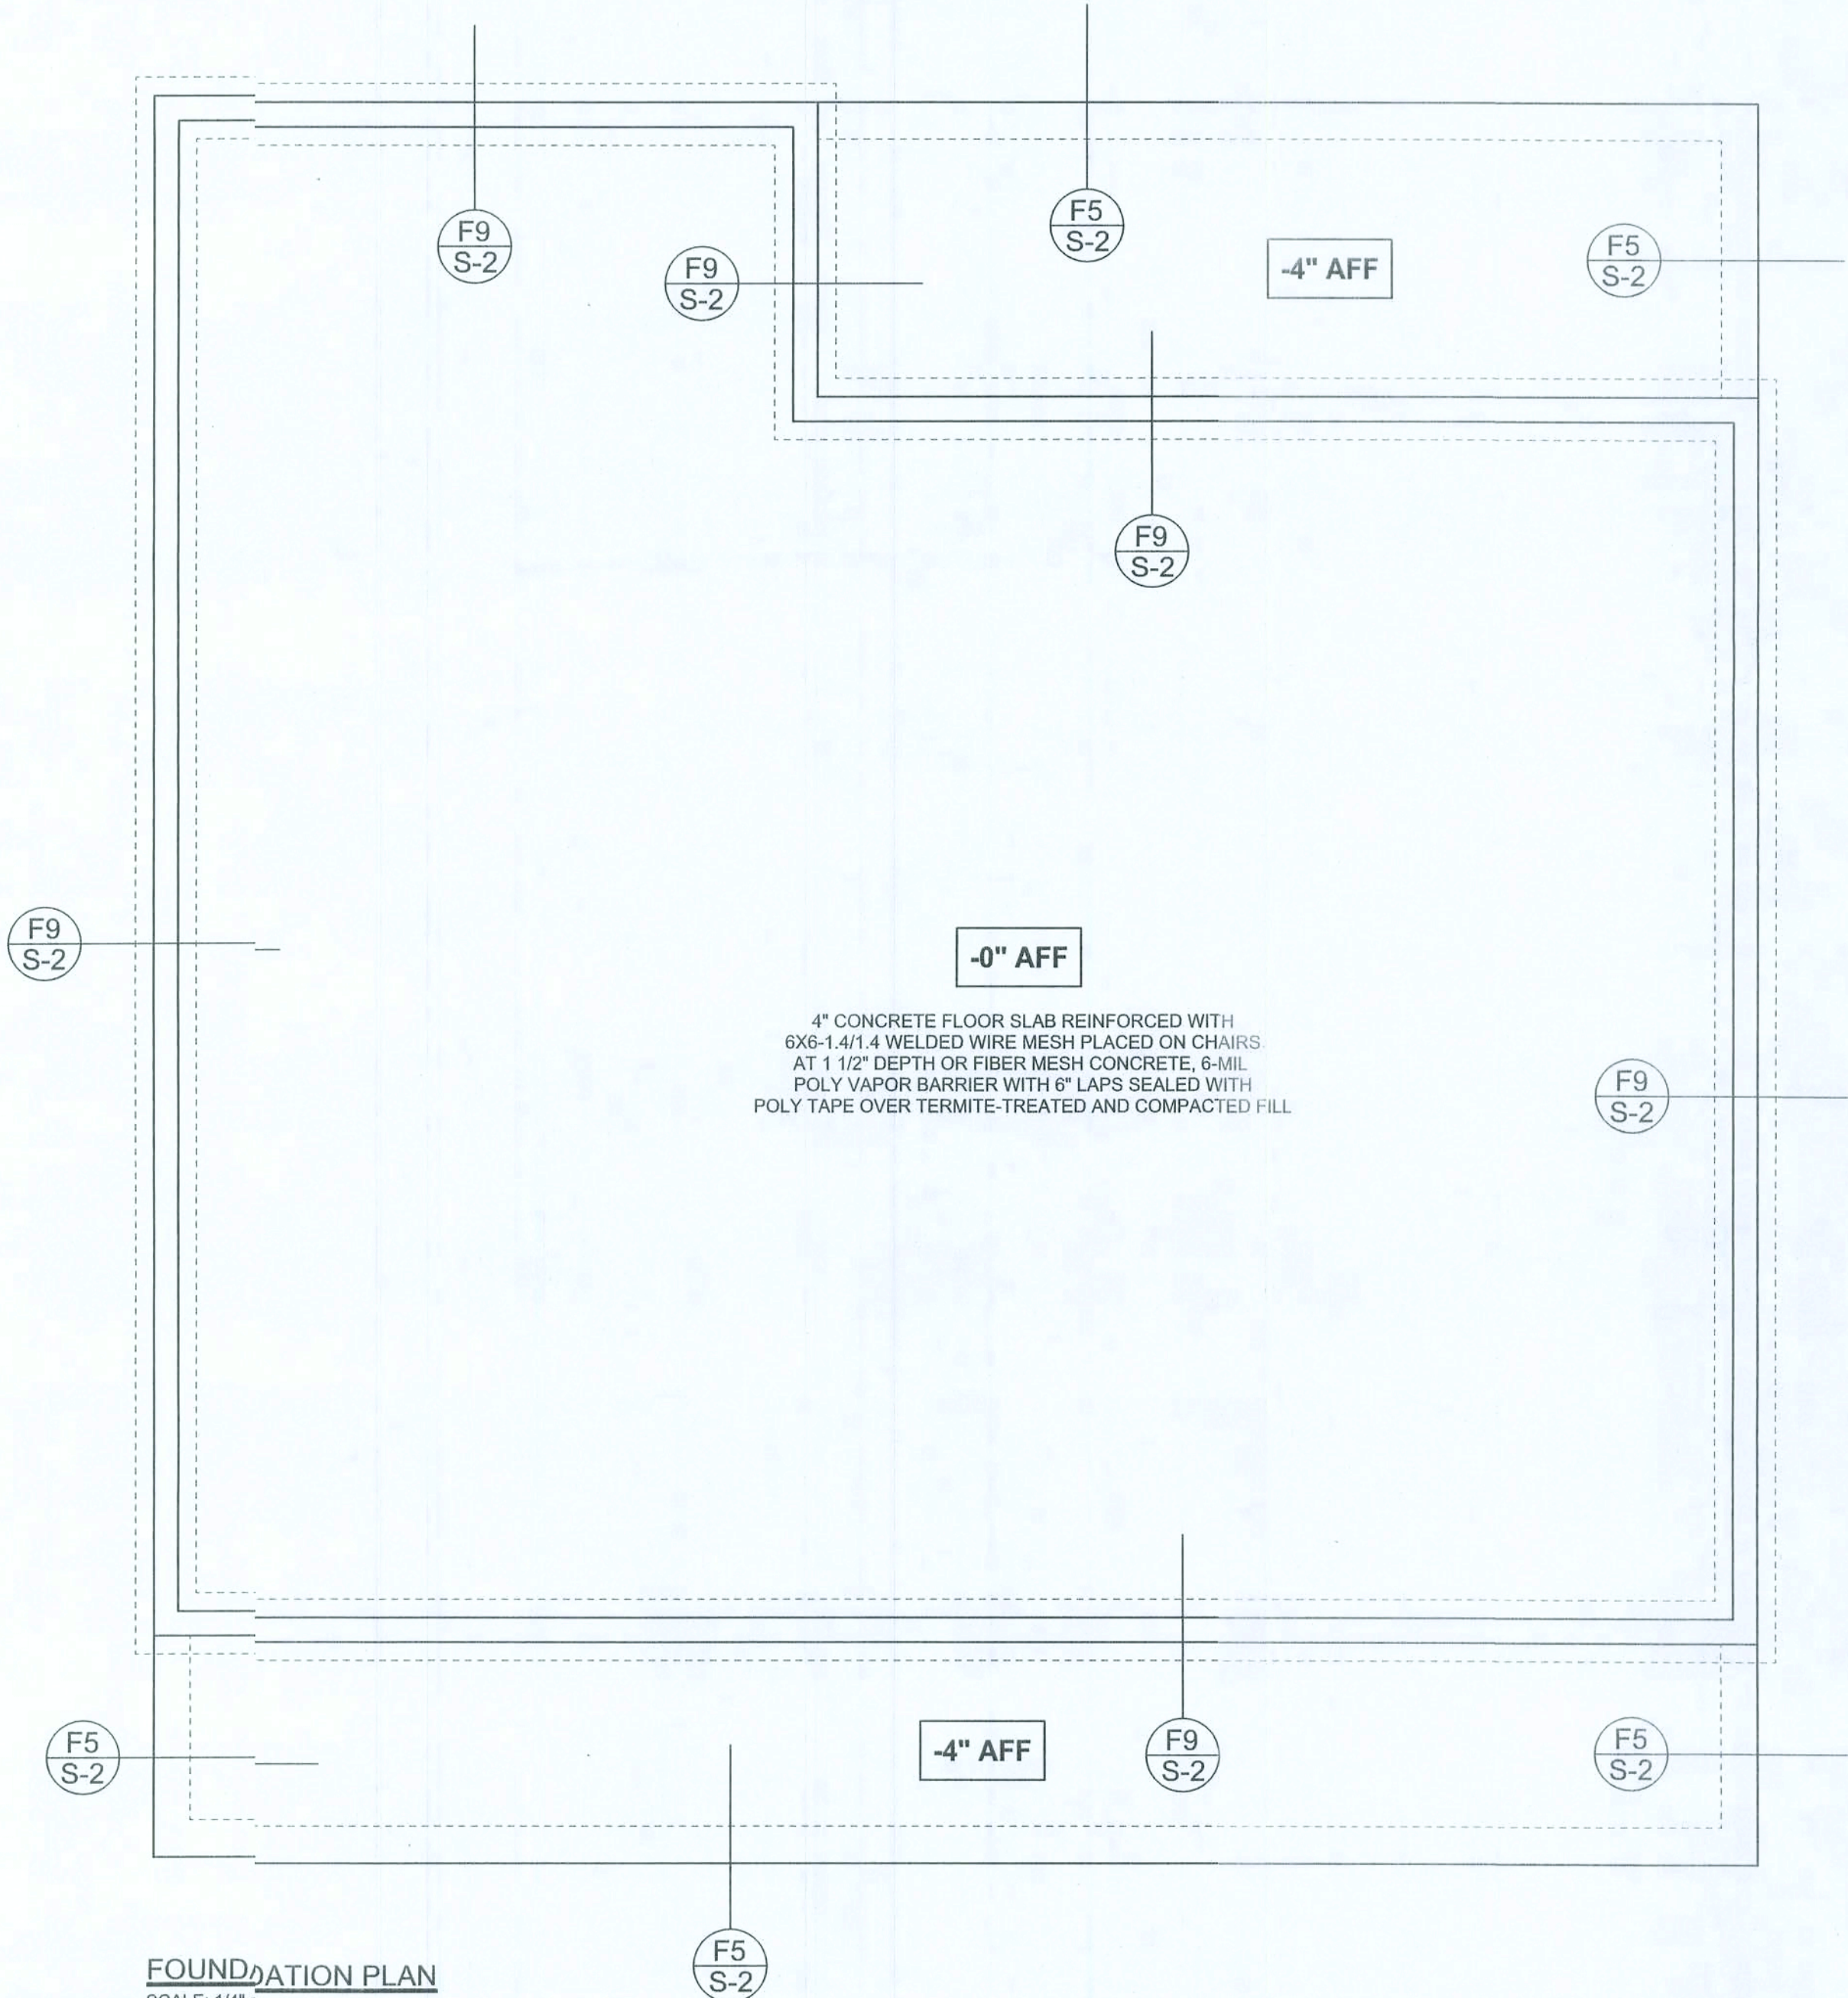 F9
S-2
F9
S-2
F5
S-2
-4" AFF
F5
S-2
F9
S-2
F9
S-2
-0" AFF
4" CONCRETE FLOOR SLAB REINFORCED WITH
6X6-1.4/1.4 WELDED WIRE MESH PLACED ON CHAIRS
AT 1 1/2" DEPTH OR FIBER MESH CONCRETE, 6-MIL
POLY VAPOR BARRIER WITH 6" LAPS SEALED WITH
POLY TAPE OVER TERMITE-TREATED AND COMPACTED FILL
F9
S-2
F5
S-2
-4" AFF
F9
S-2
F5
S-2
F5
S-2
FOUNDATION PLAN